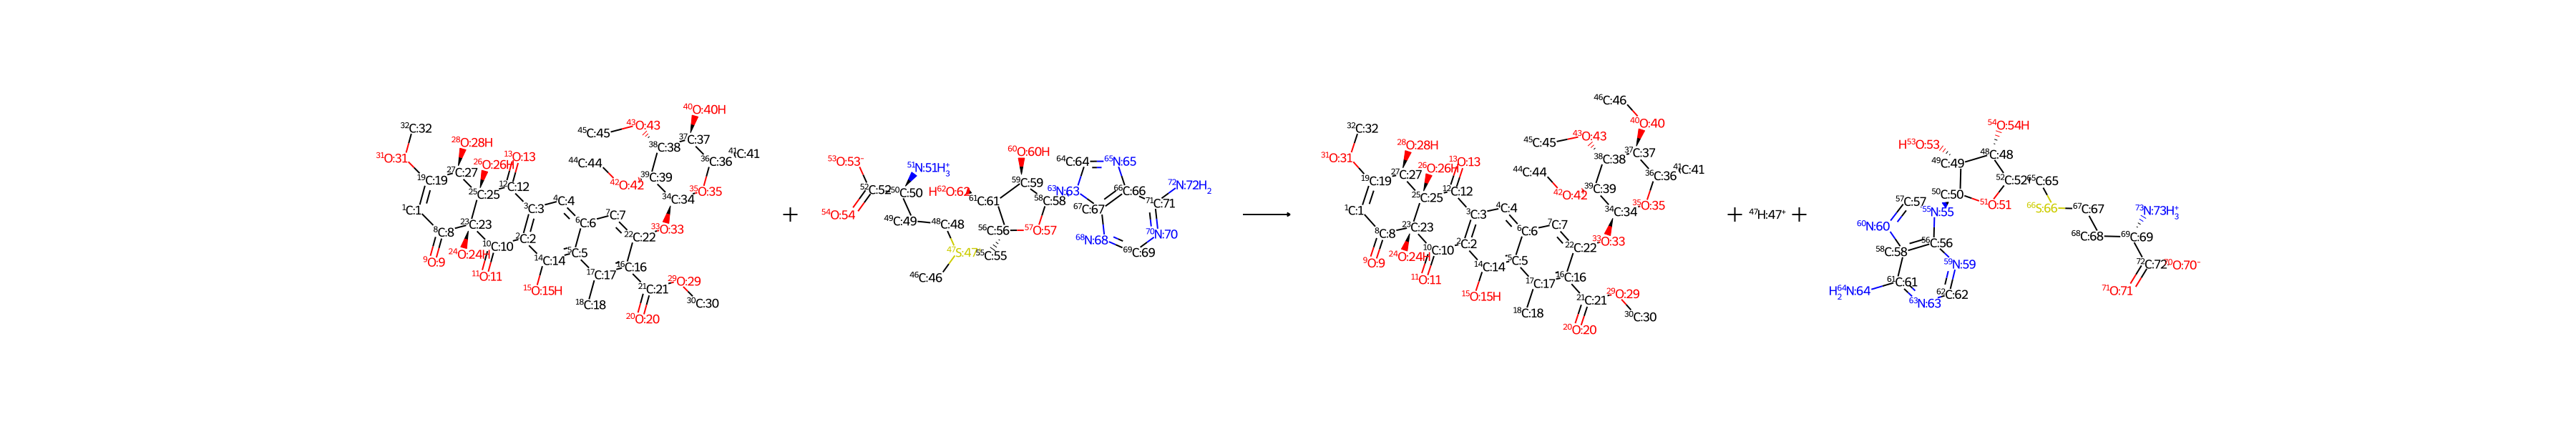 32C:32
31O:31
19C:19
1C:1
8C:8
9O:9
27C:27
28O:28H
25C:25
26O:26H
23C:23
24O:24H
10C:10
11O:11
12C:12
13O:13
3C:3
2C:2
4C:4
14C:14
15O:15H
5C:5
6C:6
7C:7
22C:22
16C:16
17C:17
18C:18
21C:21
20O:20
29O:29
30C:30
33O:33
34C:34
35O:35
36C:36
41C:41
37C:37
40O:40H
38C:38
43O:43
45C:45
39C:39
42O:42
44C:44
+
53O:53-
52C:52
54O:54
50C:50
51N:51H3+
49C:49
48C:48
47S:47
46C:46
55C:55
56C:56
57O:57
58C:58
59C:59
60O:60H
61C:61
H62O:62
63N:63
64C:64
65N:65
66C:66
67C:67
68N:68
69C:69
70N:70
71C:71
72N:72H2
32C:32
31O:31
19C:19
1C:1
8C:8
9O:9
27C:27
28O:28H
25C:25
26O:26H
23C:23
24O:24H
10C:10
11O:11
12C:12
13O:13
3C:3
2C:2
4C:4
14C:14
15O:15H
5C:5
6C:6
7C:7
22C:22
16C:16
17C:17
18C:18
21C:21
20O:20
29O:29
30C:30
33O:33
34C:34
35O:35
36C:36
41C:41
37C:37
40O:40
46C:46
38C:38
43O:43
45C:45
39C:39
42O:42
44C:44
+
47H:47+
+
H53O:53
54O:54H
49C:49
48C:48
50C:50
51O:51
52C:52
65C:65
66S:66
67C:67
68C:68
69C:69
73N:73H3+
72C:72
70O:70-
71O:71
55N:55
56C:56
57C:57
60N:60
58C:58
59N:59
61C:61
62C:62
63N:63
H264N:64